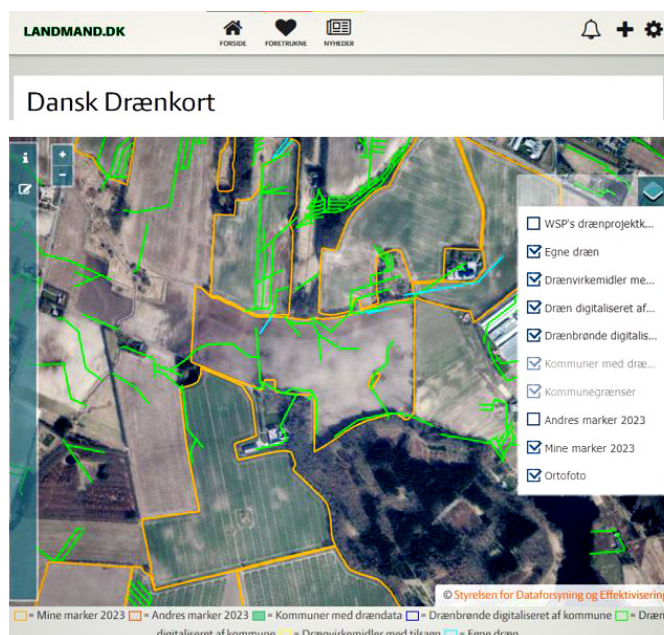 LANDMAND.DK
FORSIDE
FORETRUKNE
NYHEDER
Dansk Drænkort
i
+
−
WSP's drænprojektk...
Egne dræn
Drænvirkemidler me...
Dræn digitaliseret af...
Drænbrønde digitalis...
Kommuner med dræ...
Kommunegrænser
Andres marker 2023
Mine marker 2023
Ortofoto
© Styrelsen for Dataforsyning og Effektivisering
= Mine marker 2023 = Andres marker 2023 = Kommuner med drændata = Drænbrønde digitaliseret af kommune = Dræn
digitaliseret af kommune = Drænvirkemidler med tilsagn = Egne dræn